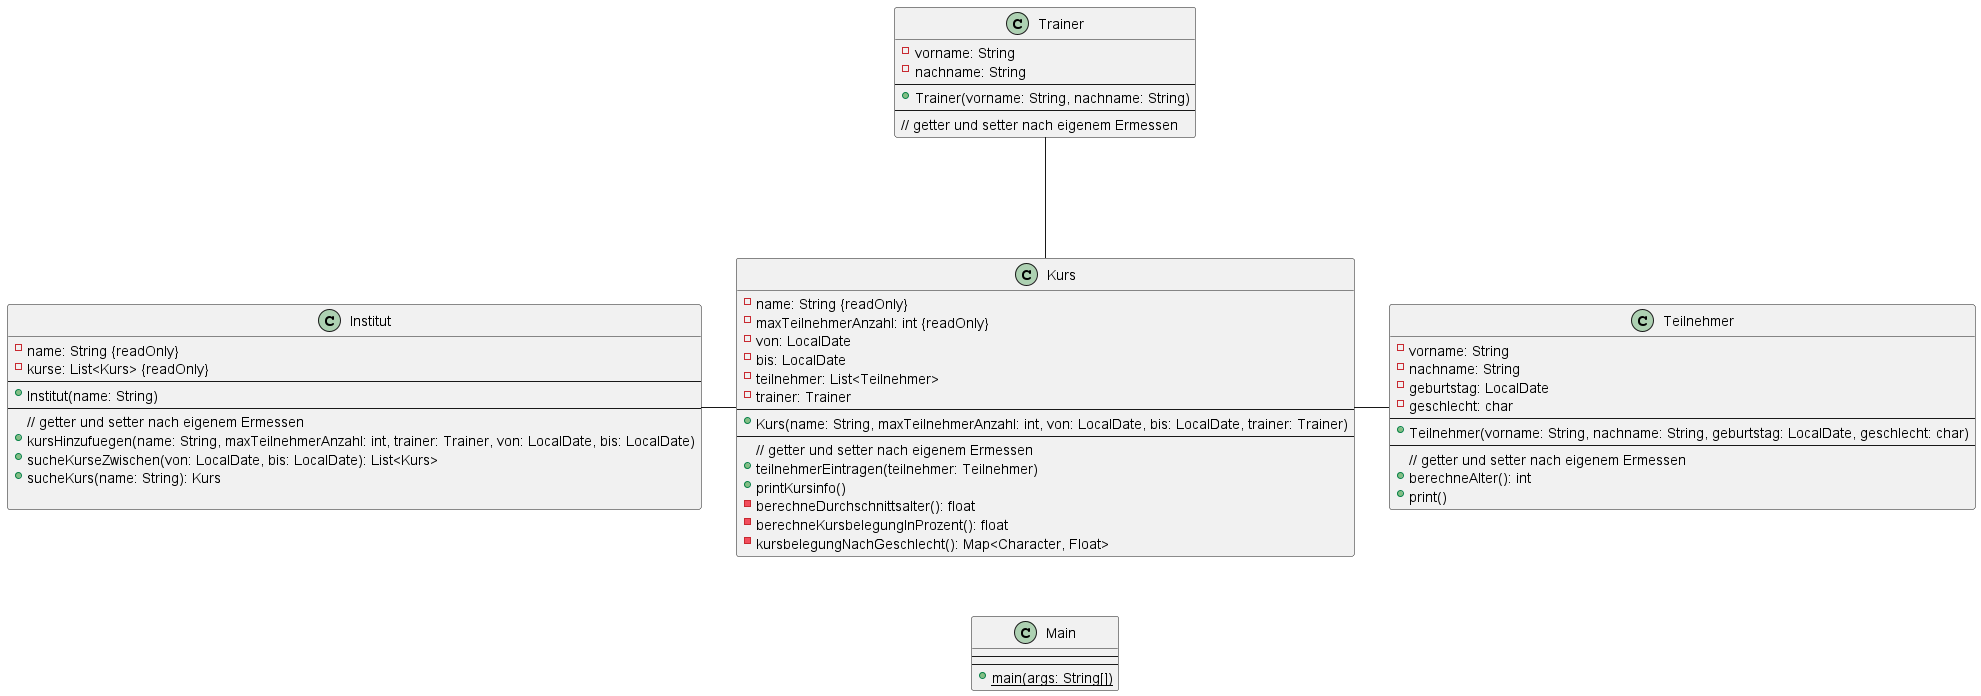 C Trainer
vorname: String
nachname: String
Trainer(vorname: String, nachname: String)
// getter und setter nach eigenem Ermessen
C Institut
name: String {readOnly}
kurse: List<Kurs> {readOnly}
Institut(name: String)
// getter und setter nach eigenem Ermessen
kursHinzufuegen(name: String, maxTeilnehmerAnzahl: int, trainer: Trainer, von: LocalDate, bis: LocalDate)
sucheKurseZwischen(von: LocalDate, bis: LocalDate): List<Kurs>
sucheKurs(name: String): Kurs
C Kurs
name: String {readOnly}
maxTeilnehmerAnzahl: int {readOnly}
von: LocalDate
bis: LocalDate
teilnehmer: List<Teilnehmer>
trainer: Trainer
Kurs(name: String, maxTeilnehmerAnzahl: int, von: LocalDate, bis: LocalDate, trainer: Trainer)
// getter und setter nach eigenem Ermessen
teilnehmerEintragen(teilnehmer: Teilnehmer)
printKursinfo()
berechneDurchschnittsalter(): float
berechneKursbelegungInProzent(): float
kursbelegungNachGeschlecht(): Map<Character, Float>
C Teilnehmer
vorname: String
nachname: String
geburtstag: LocalDate
geschlecht: char
Teilnehmer(vorname: String, nachname: String, geburtstag: LocalDate, geschlecht: char)
// getter und setter nach eigenem Ermessen
berechneAlter(): int
print()
C Main
main(args: String[])